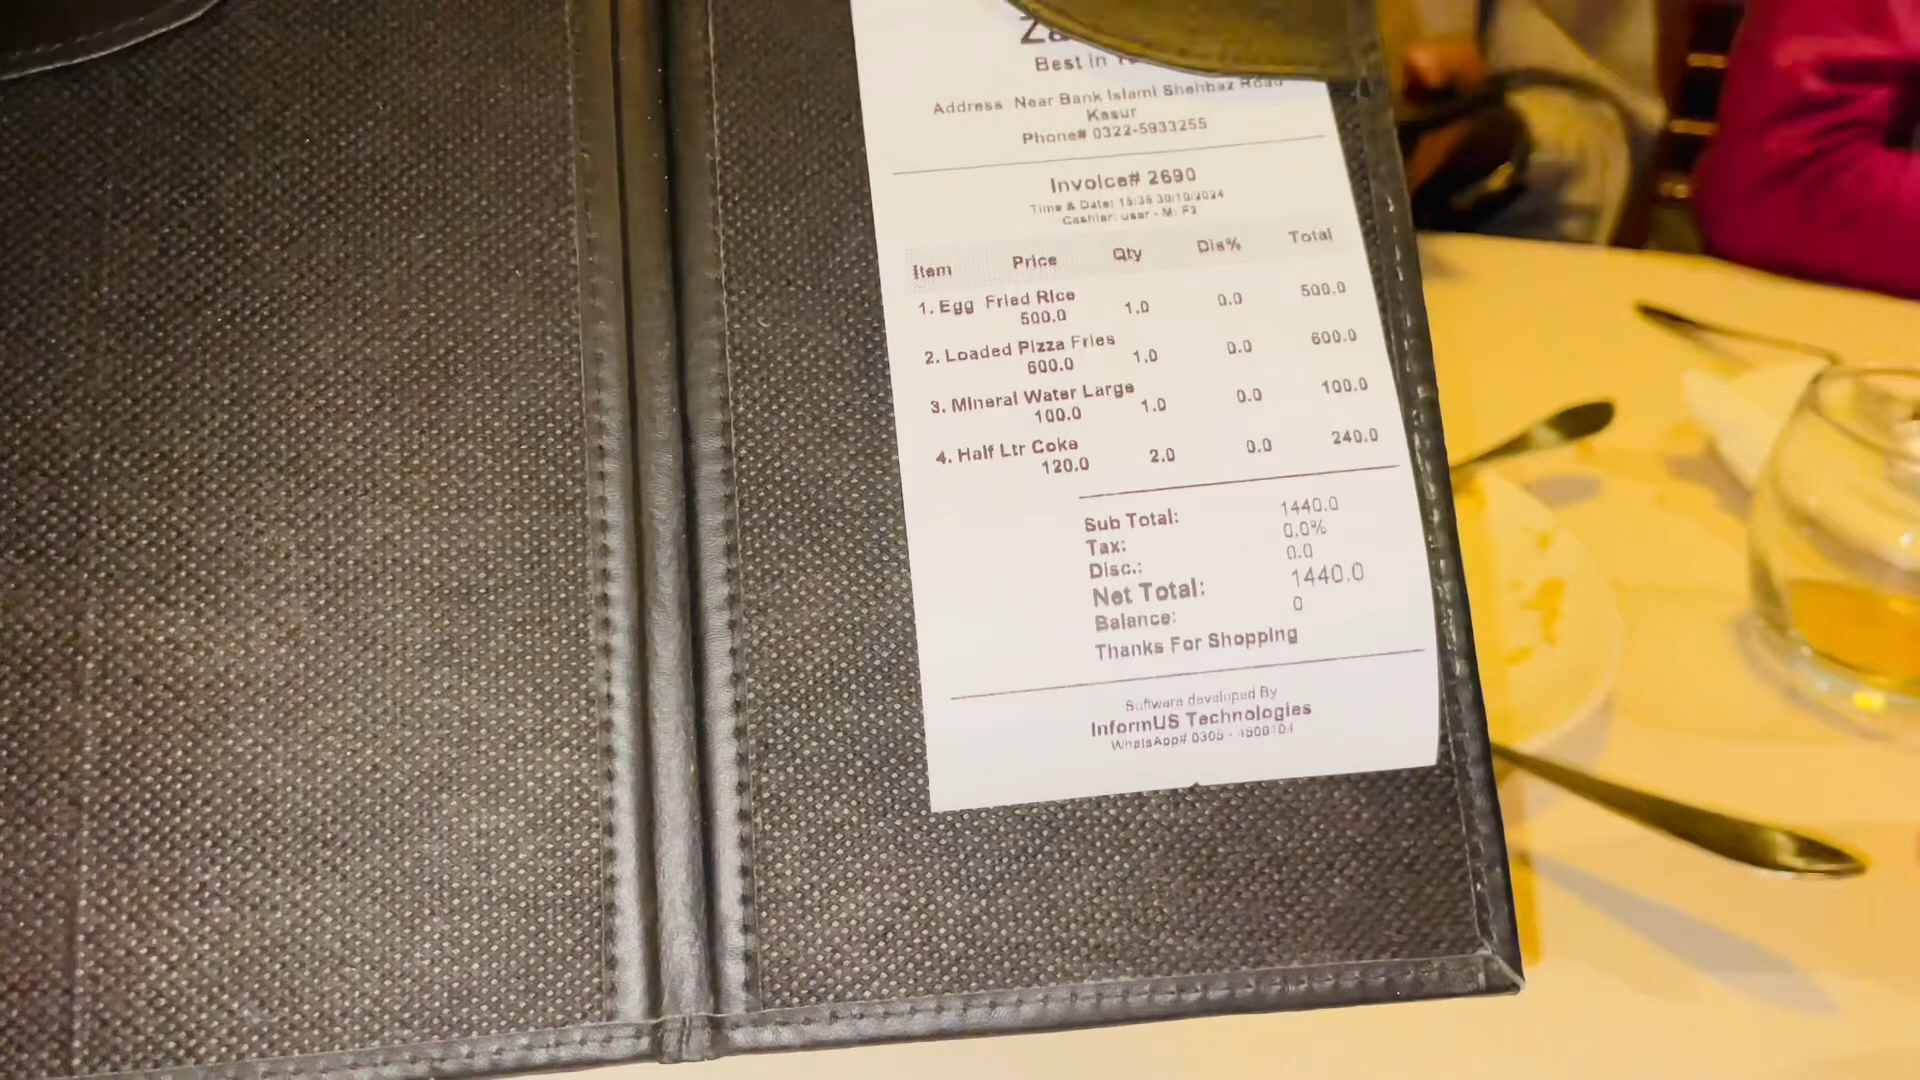 Best in
Address Near Bank Islami Shehbaz Road
Kasur
Phone# 0322-5933255
Invoice# 2690
Time & Date: 15:35 30/10/2024
Cashier: user - M. F2
Item Price Qty Dis% Total
1. Egg Fried Rice
500.0 1.0 0.0 500.0
2. Loaded Pizza Fries
600.0 1.0 0.0 600.0
3. Mineral Water Large
100.0 1.0 0.0 100.0
4. Half Ltr Coke
120.0 2.0 0.0 240.0
Sub Total: 1440.0
Tax: 0.0%
Disc.: 0.0
Net Total: 1440.0
Balance: 0
Thanks For Shopping
Software developed By
InformUS Technologies
WhatsApp#